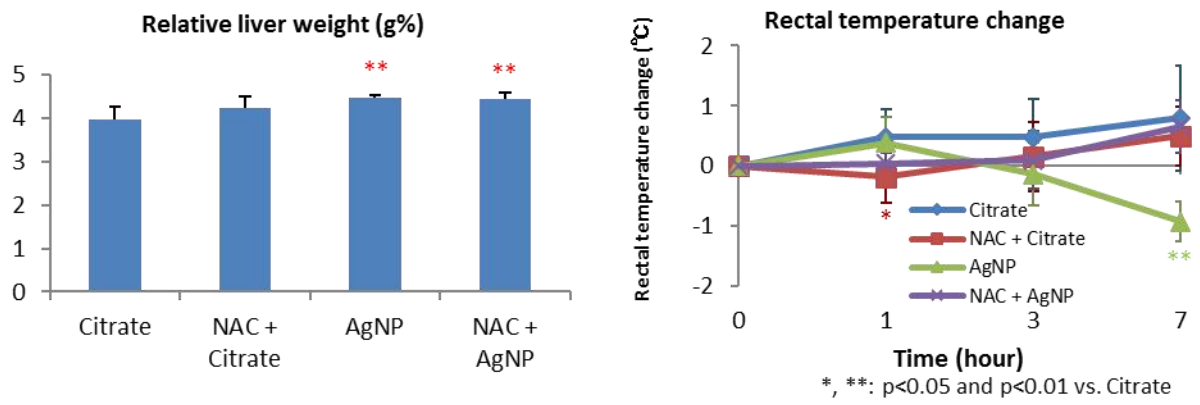 Relative liver weight (g%)
**
**
5
4
3
2
1
0
Citrate
NAC +
Citrate
AgNP
NAC +
AgNP
Rectal temperature change
Rectal temperature change (℃)
2
1
0
-1
-2
*
**
Citrate
NAC + Citrate
AgNP
NAC + AgNP
0
1
3
7
Time (hour)
*, **: p<0.05 and p<0.01 vs. Citrate